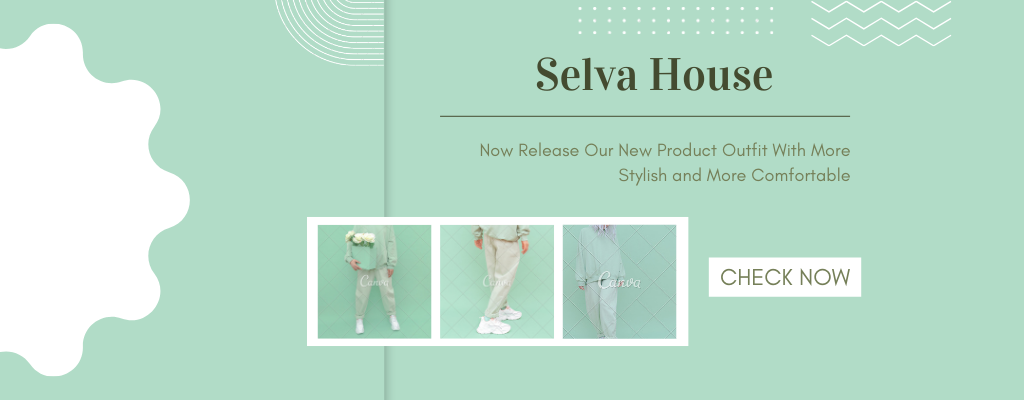 Selva House
Now Release Our New Product Outfit With More
Stylish and More Comfortable
Canva
Canva
Canva
CHECK NOW